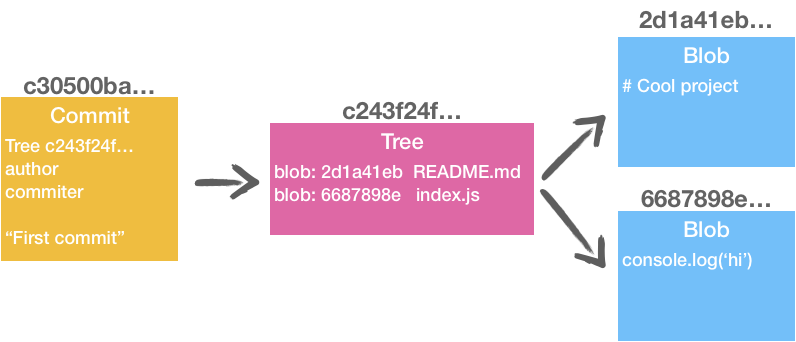 c30500ba…
Commit
Tree c243f24f…
author
commiter
“First commit”
c243f24f…
Tree
blob: 2d1a41eb README.md
blob: 6687898e index.js
2d1a41eb…
Blob
# Cool project
6687898e…
Blob
console.log(‘hi’)